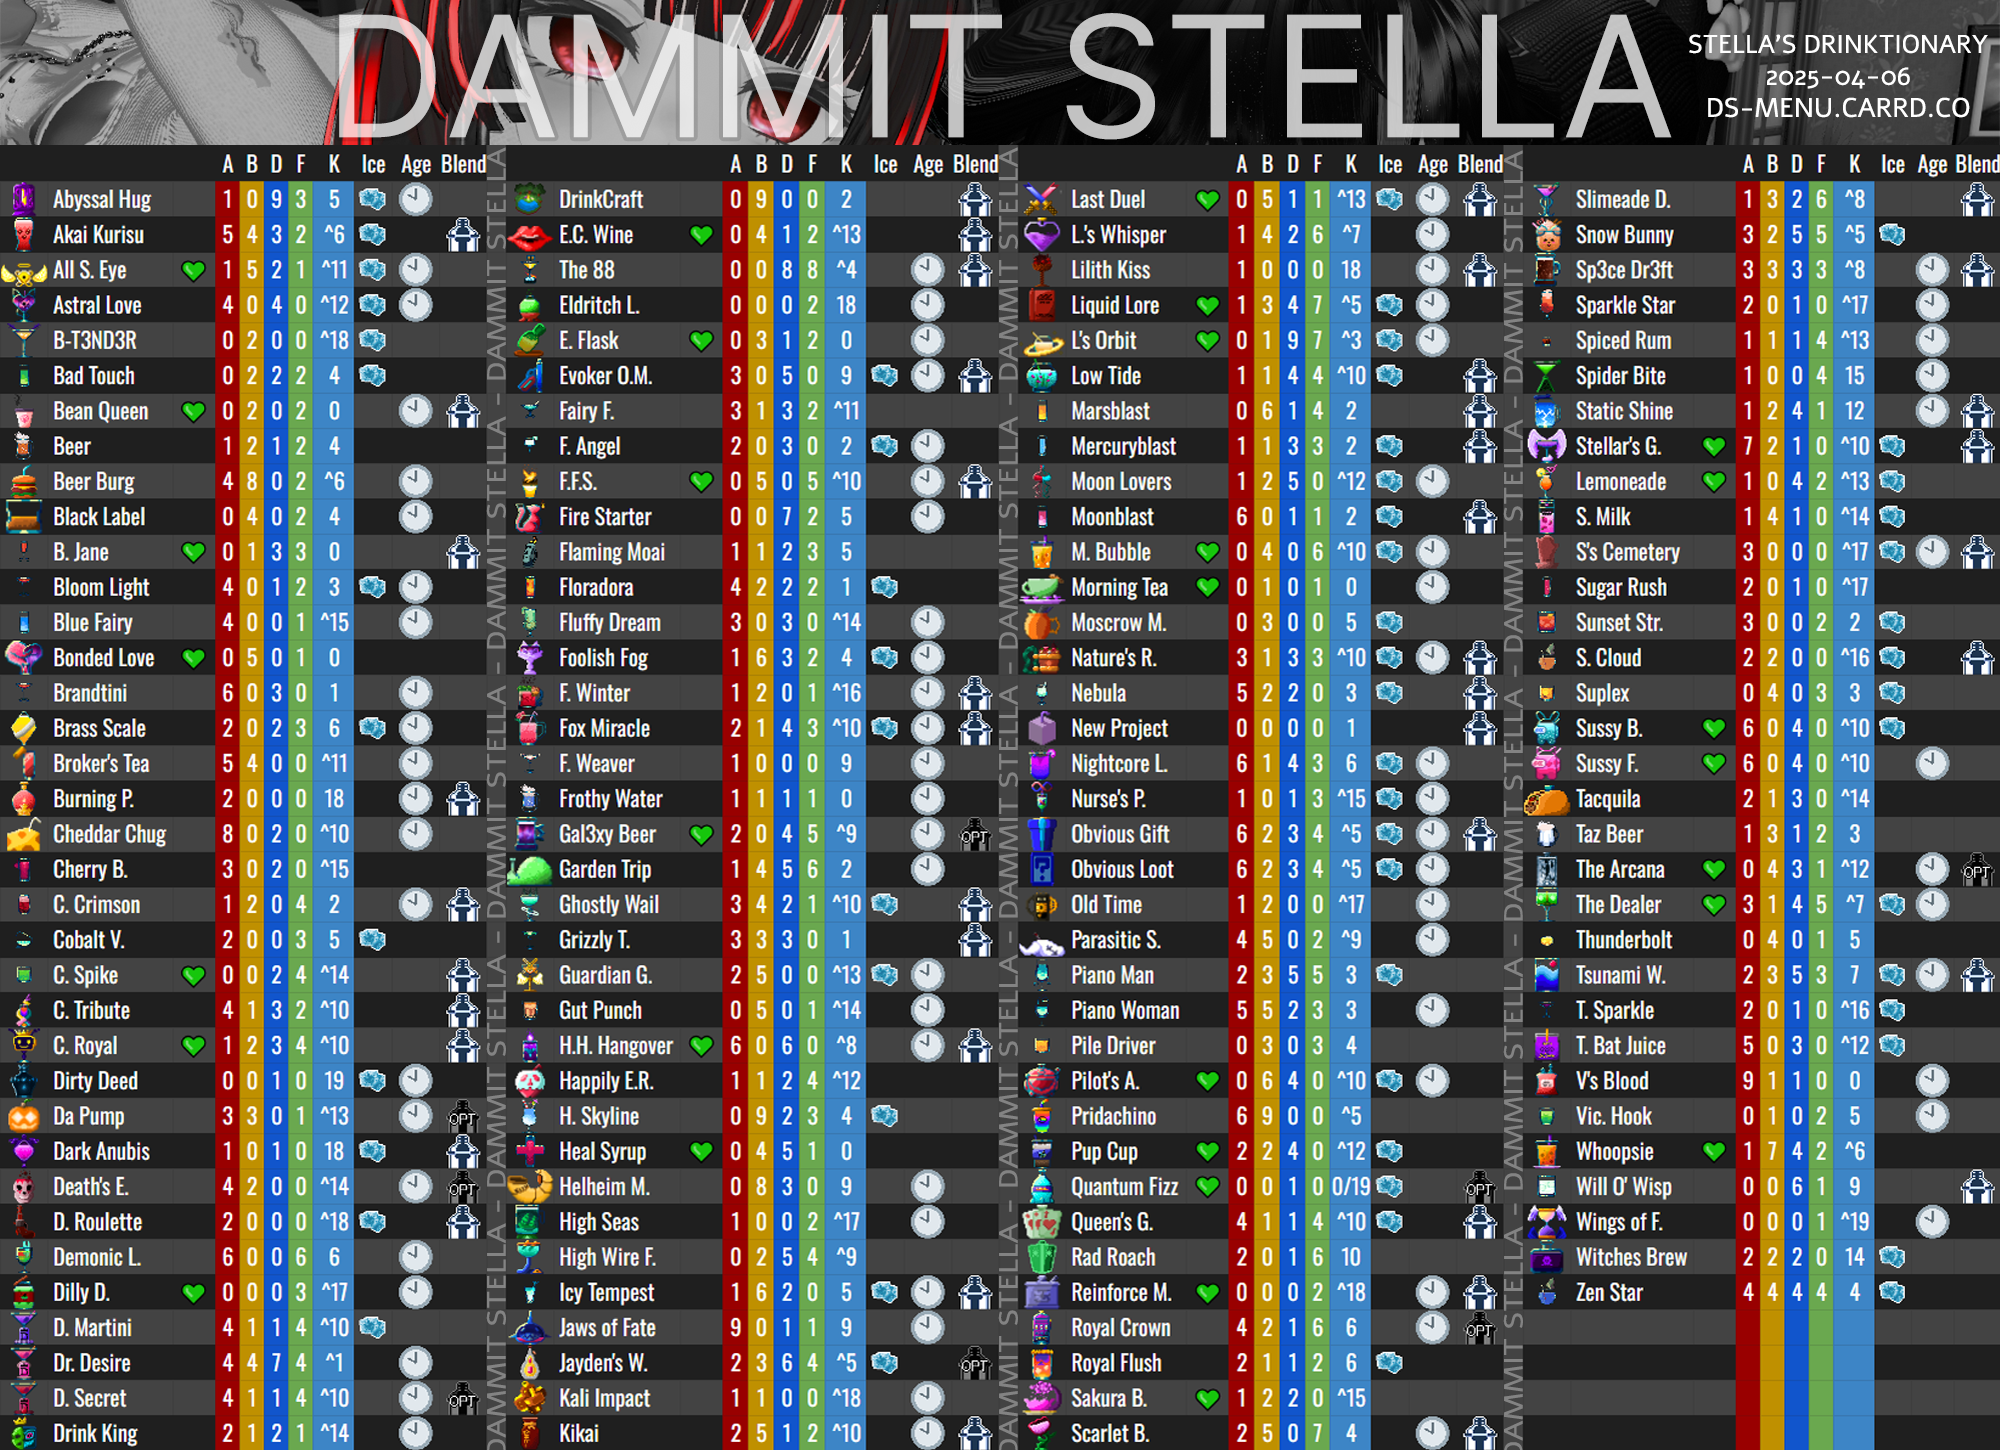 DAMMIT STELLA
STELLA'S DRINKTIONARY
2025-04-06
DS-MENU.CARRD.CO
A B D F K Ice Age Blend
Abyssal Hug 1 0 9 3 5
Akai Kurisu 5 4 3 2 ^6
All S. Eye 1 5 2 1 ^11
Astral Love 4 0 4 0 ^12
B-T3ND3R 0 2 0 0 ^18
Bad Touch 0 2 2 2 4
Bean Queen 0 2 0 2 0
Beer 1 2 1 2 4
Beer Burg 4 8 0 2 ^6
Black Label 0 4 0 2 4
B. Jane 0 1 3 3 0
Bloom Light 4 0 1 2 3
Blue Fairy 4 0 0 1 ^15
Bonded Love 0 5 0 1 0
Brandtini 6 0 3 0 1
Brass Scale 2 0 2 3 6
Broker's Tea 5 4 0 0 ^11
Burning P. 2 0 0 0 18
Cheddar Chug 8 0 2 0 ^10
Cherry B. 3 0 2 0 ^15
C. Crimson 1 2 0 4 2
Cobalt V. 2 0 0 3 5
C. Spike 0 0 2 4 ^14
C. Tribute 4 1 3 2 ^10
C. Royal 1 2 3 4 ^10
Dirty Deed 0 0 1 0 19
Da Pump 3 3 0 1 ^13 OPT
Dark Anubis 1 0 1 0 18
Death's E. 4 2 0 0 ^14 OPT
D. Roulette 2 0 0 0 ^18
Demonic L. 6 0 0 6 6
Dilly D. 0 0 0 3 ^17
D. Martini 4 1 1 4 ^10
Dr. Desire 4 4 7 4 ^1
D. Secret 4 1 1 4 ^10 OPT
Drink King 2 1 2 1 ^14
DAMMIT STELLA - DAMMIT STELLA - DAMMIT STELLA - DAMMIT STELLA - DAMMIT STELLA
A B D F K Ice Age Blend
DrinkCraft 0 9 0 0 2
E.C. Wine 0 4 1 2 ^13
The 88 0 0 8 8 ^4
Eldritch L. 0 0 0 2 18
E. Flask 0 3 1 2 0
Evoker O.M. 3 0 5 0 9
Fairy F. 3 1 3 2 ^11
F. Angel 2 0 3 0 2
F.F.S. 0 5 0 5 ^10
Fire Starter 0 0 7 2 5
Flaming Moai 1 1 2 3 5
Floradora 4 2 2 2 1
Fluffy Dream 3 0 3 0 ^14
Foolish Fog 1 6 3 2 4
F. Winter 1 2 0 1 ^16
Fox Miracle 2 1 4 3 ^10
F. Weaver 1 0 0 0 9
Frothy Water 1 1 1 1 0
Gal3xy Beer 2 0 4 5 ^9 OPT
Garden Trip 1 4 5 6 2
Ghostly Wail 3 4 2 1 ^10
Grizzly T. 3 3 3 0 1
Guardian G. 2 5 0 0 ^13
Gut Punch 0 5 0 1 ^14
H.H. Hangover 6 0 6 0 ^8
Happily E.R. 1 1 2 4 ^12
H. Skyline 0 9 2 3 4
Heal Syrup 0 4 5 1 0
Helheim M. 0 8 3 0 9
High Seas 1 0 0 2 ^17
High Wire F. 0 2 5 4 ^9
Icy Tempest 1 6 2 0 5
Jaws of Fate 9 0 1 1 9
Jayden's W. 2 3 6 4 ^5 OPT
Kali Impact 1 1 0 0 ^18
Kikai 2 5 1 2 ^10
DAMMIT STELLA - DAMMIT STELLA - DAMMIT STELLA - DAMMIT STELLA - DAMMIT STELLA
A B D F K Ice Age Blend
Last Duel 0 5 1 1 ^13
L.'s Whisper 1 4 2 6 ^7
Lilith Kiss 1 0 0 0 18
Liquid Lore 1 3 4 7 ^5
L's Orbit 0 1 9 7 ^3
Low Tide 1 1 4 4 ^10
Marsblast 0 6 1 4 2
Mercuryblast 1 1 3 3 2
Moon Lovers 1 2 5 0 ^12
Moonblast 6 0 1 1 2
M. Bubble 0 4 0 6 ^10
Morning Tea 0 1 0 1 0
Moscrow M. 0 3 0 0 5
Nature's R. 3 1 3 3 ^10
Nebula 5 2 2 0 3
New Project 0 0 0 0 1
Nightcore L. 6 1 4 3 6
Nurse's P. 1 0 1 3 ^15
Obvious Gift 6 2 3 4 ^5
Obvious Loot 6 2 3 4 ^5
Old Time 1 2 0 0 ^17
Parasitic S. 4 5 0 2 ^9
Piano Man 2 3 5 5 3
Piano Woman 5 5 2 3 3
Pile Driver 0 3 0 3 4
Pilot's A. 0 6 4 0 ^10
Pridachino 6 9 0 0 ^5
Pup Cup 2 2 4 0 ^12
Quantum Fizz 0 0 1 0 0/19 OPT
Queen's G. 4 1 1 4 ^10
Rad Roach 2 0 1 6 10
Reinforce M. 0 0 0 2 ^18
Royal Crown 4 2 1 6 6 OPT
Royal Flush 2 1 1 2 6
Sakura B. 1 2 2 0 ^15
Scarlet B. 2 5 0 7 4
DAMMIT STELLA - DAMMIT STELLA - DAMMIT STELLA - DAMMIT STELLA - DAMMIT STELLA
A B D F K Ice Age Blend
Slimeade D. 1 3 2 6 ^8
Snow Bunny 3 2 5 5 ^5
Sp3ce Dr3ft 3 3 3 3 ^8
Sparkle Star 2 0 1 0 ^17
Spiced Rum 1 1 1 4 ^13
Spider Bite 1 0 0 4 15
Static Shine 1 2 4 1 12
Stellar's G. 7 2 1 0 ^10
Lemoneade 1 0 4 2 ^13
S. Milk 1 4 1 0 ^14
S's Cemetery 3 0 0 0 ^17
Sugar Rush 2 0 1 0 ^17
Sunset Str. 3 0 0 2 2
S. Cloud 2 2 0 0 ^16
Suplex 0 4 0 3 3
Sussy B. 6 0 4 0 ^10
Sussy F. 6 0 4 0 ^10
Tacquila 2 1 3 0 ^14
Taz Beer 1 3 1 2 3
The Arcana 0 4 3 1 ^12 OPT
The Dealer 3 1 4 5 ^7
Thunderbolt 0 4 0 1 5
Tsunami W. 2 3 5 3 7
T. Sparkle 2 0 1 0 ^16
T. Bat Juice 5 0 3 0 ^12
V's Blood 9 1 1 0 0
Vic. Hook 0 1 0 2 5
Whoopsie 1 7 4 2 ^6
Will O' Wisp 0 0 6 1 9
Wings of F. 0 0 0 1 ^19
Witches Brew 2 2 2 0 14
Zen Star 4 4 4 4 4